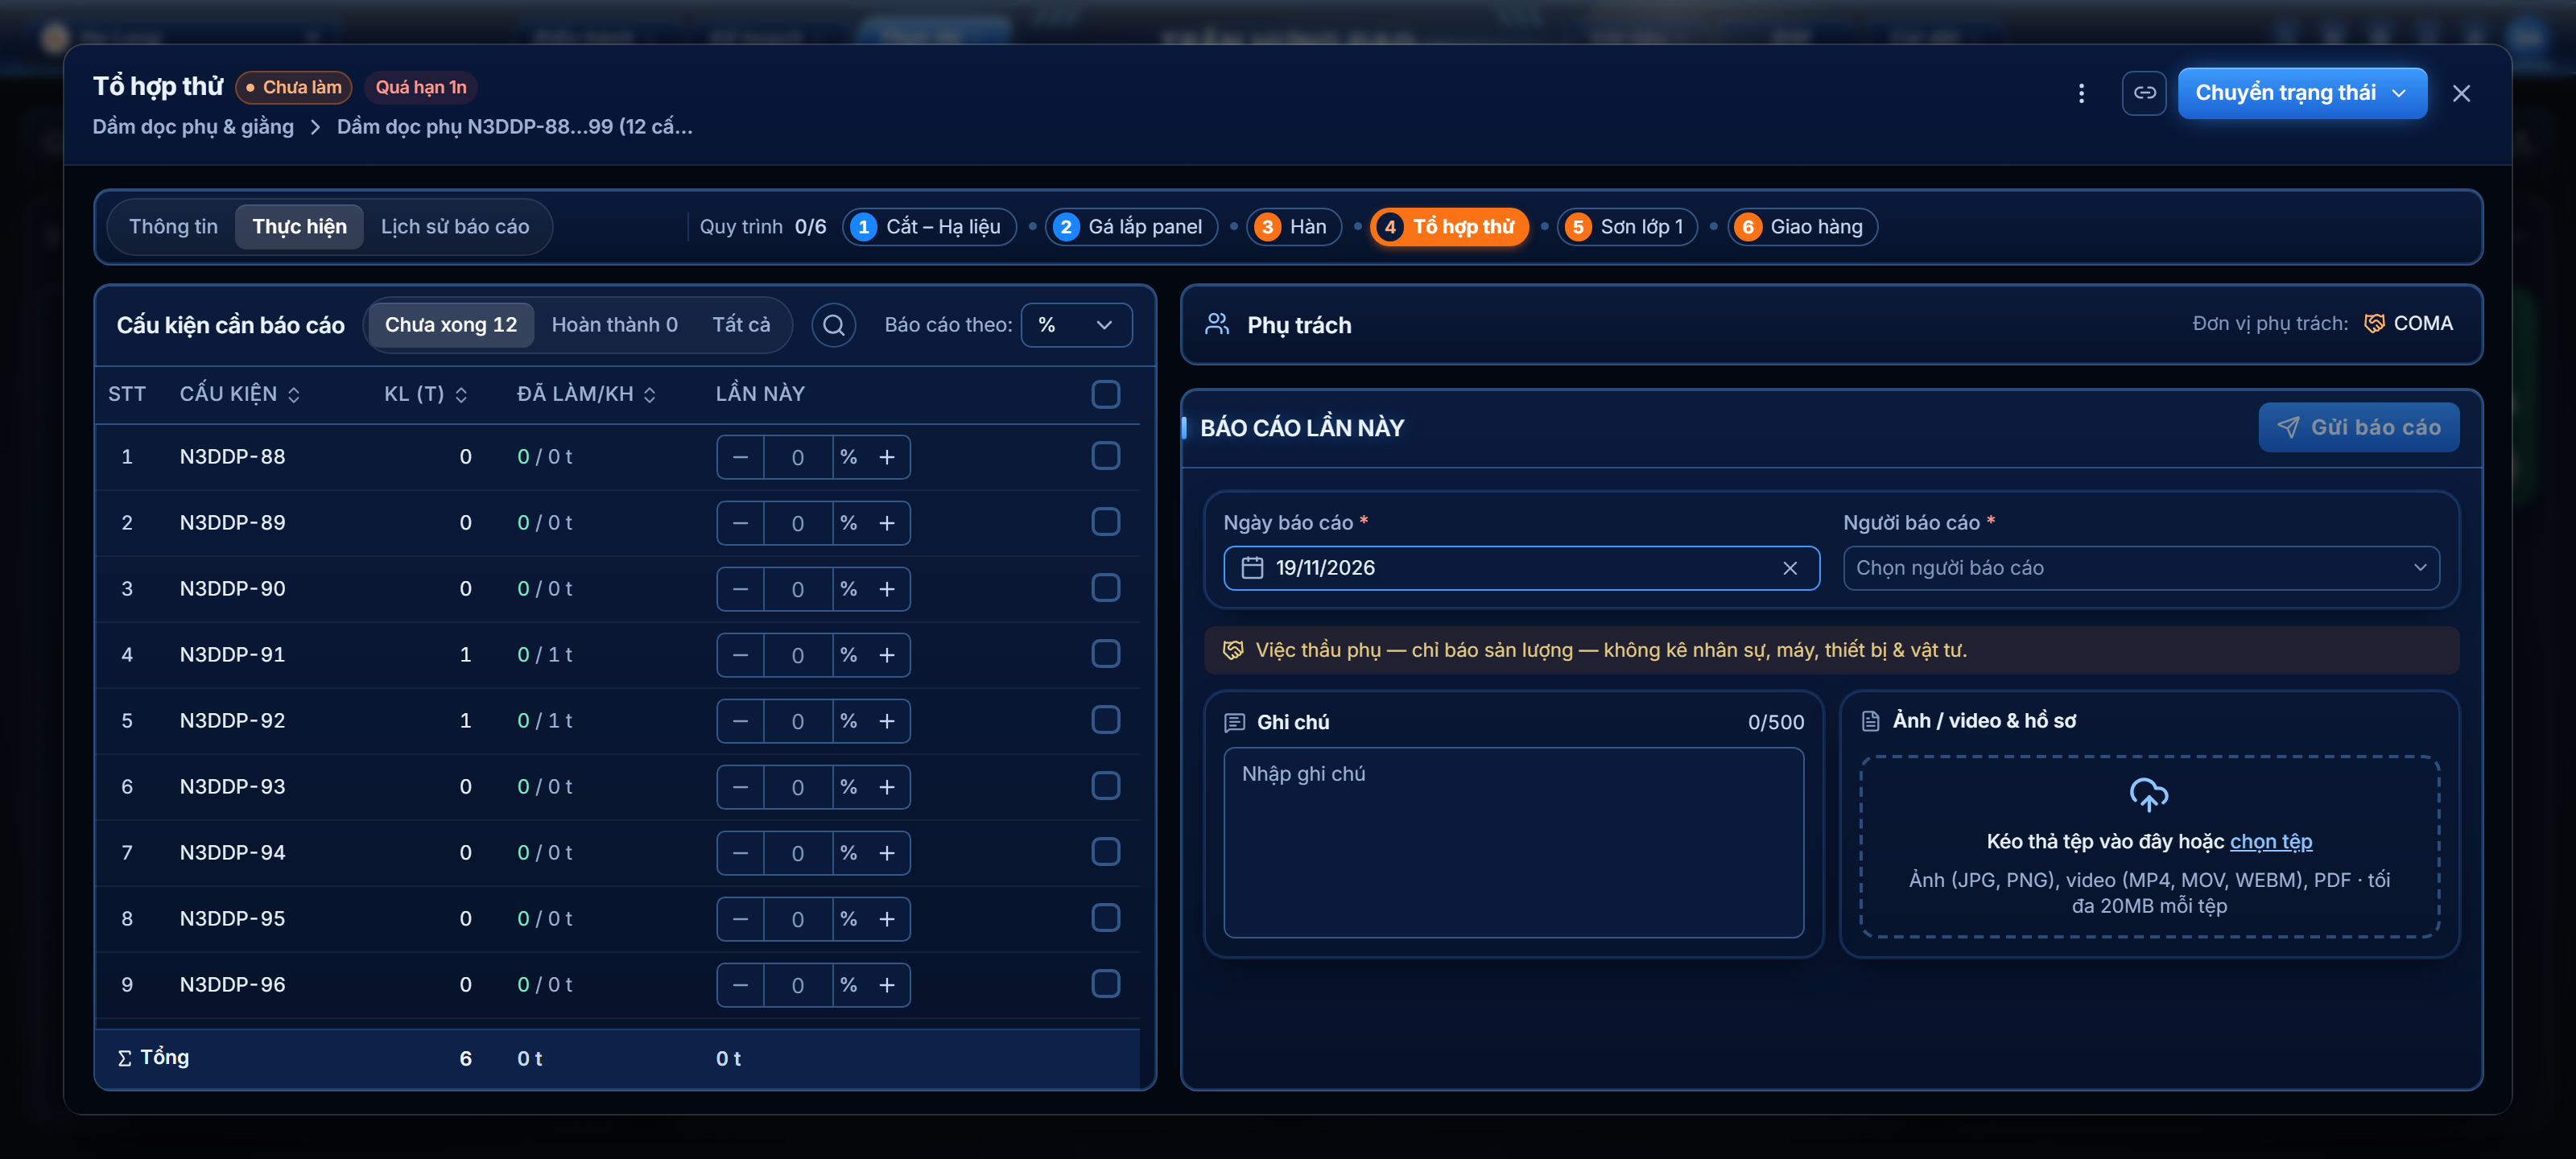 Tổ hợp thử Chưa làm Quá hạn 1n
Dầm dọc phụ & giằng > Dầm dọc phụ N3DDP-88...99 (12 cấ...
Chuyển trạng thái
Thông tin Thực hiện Lịch sử báo cáo
Quy trình 0/6 1 Cắt – Hạ liệu 2 Gá lắp panel 3 Hàn 4 Tổ hợp thử 5 Sơn lớp 1 6 Giao hàng
Cấu kiện cần báo cáo Chưa xong 12 Hoàn thành 0 Tất cả Báo cáo theo: %
STT CẤU KIỆN KL (T) ĐÃ LÀM/KH LẦN NÀY
1 N3DDP-88 0 0 / 0 t − 0 % +
2 N3DDP-89 0 0 / 0 t − 0 % +
3 N3DDP-90 0 0 / 0 t − 0 % +
4 N3DDP-91 1 0 / 1 t − 0 % +
5 N3DDP-92 1 0 / 1 t − 0 % +
6 N3DDP-93 0 0 / 0 t − 0 % +
7 N3DDP-94 0 0 / 0 t − 0 % +
8 N3DDP-95 0 0 / 0 t − 0 % +
9 N3DDP-96 0 0 / 0 t − 0 % +
Σ Tổng 6 0 t 0 t
Phụ trách Đơn vị phụ trách: COMA
BÁO CÁO LẦN NÀY Gửi báo cáo
Ngày báo cáo * Người báo cáo *
19/11/2026 Chọn người báo cáo
Việc thầu phụ — chỉ báo sản lượng — không kê nhân sự, máy, thiết bị & vật tư.
Ghi chú 0/500
Nhập ghi chú
Ảnh / video & hồ sơ
Kéo thả tệp vào đây hoặc chọn tệp
Ảnh (JPG, PNG), video (MP4, MOV, WEBM), PDF · tối
đa 20MB mỗi tệp